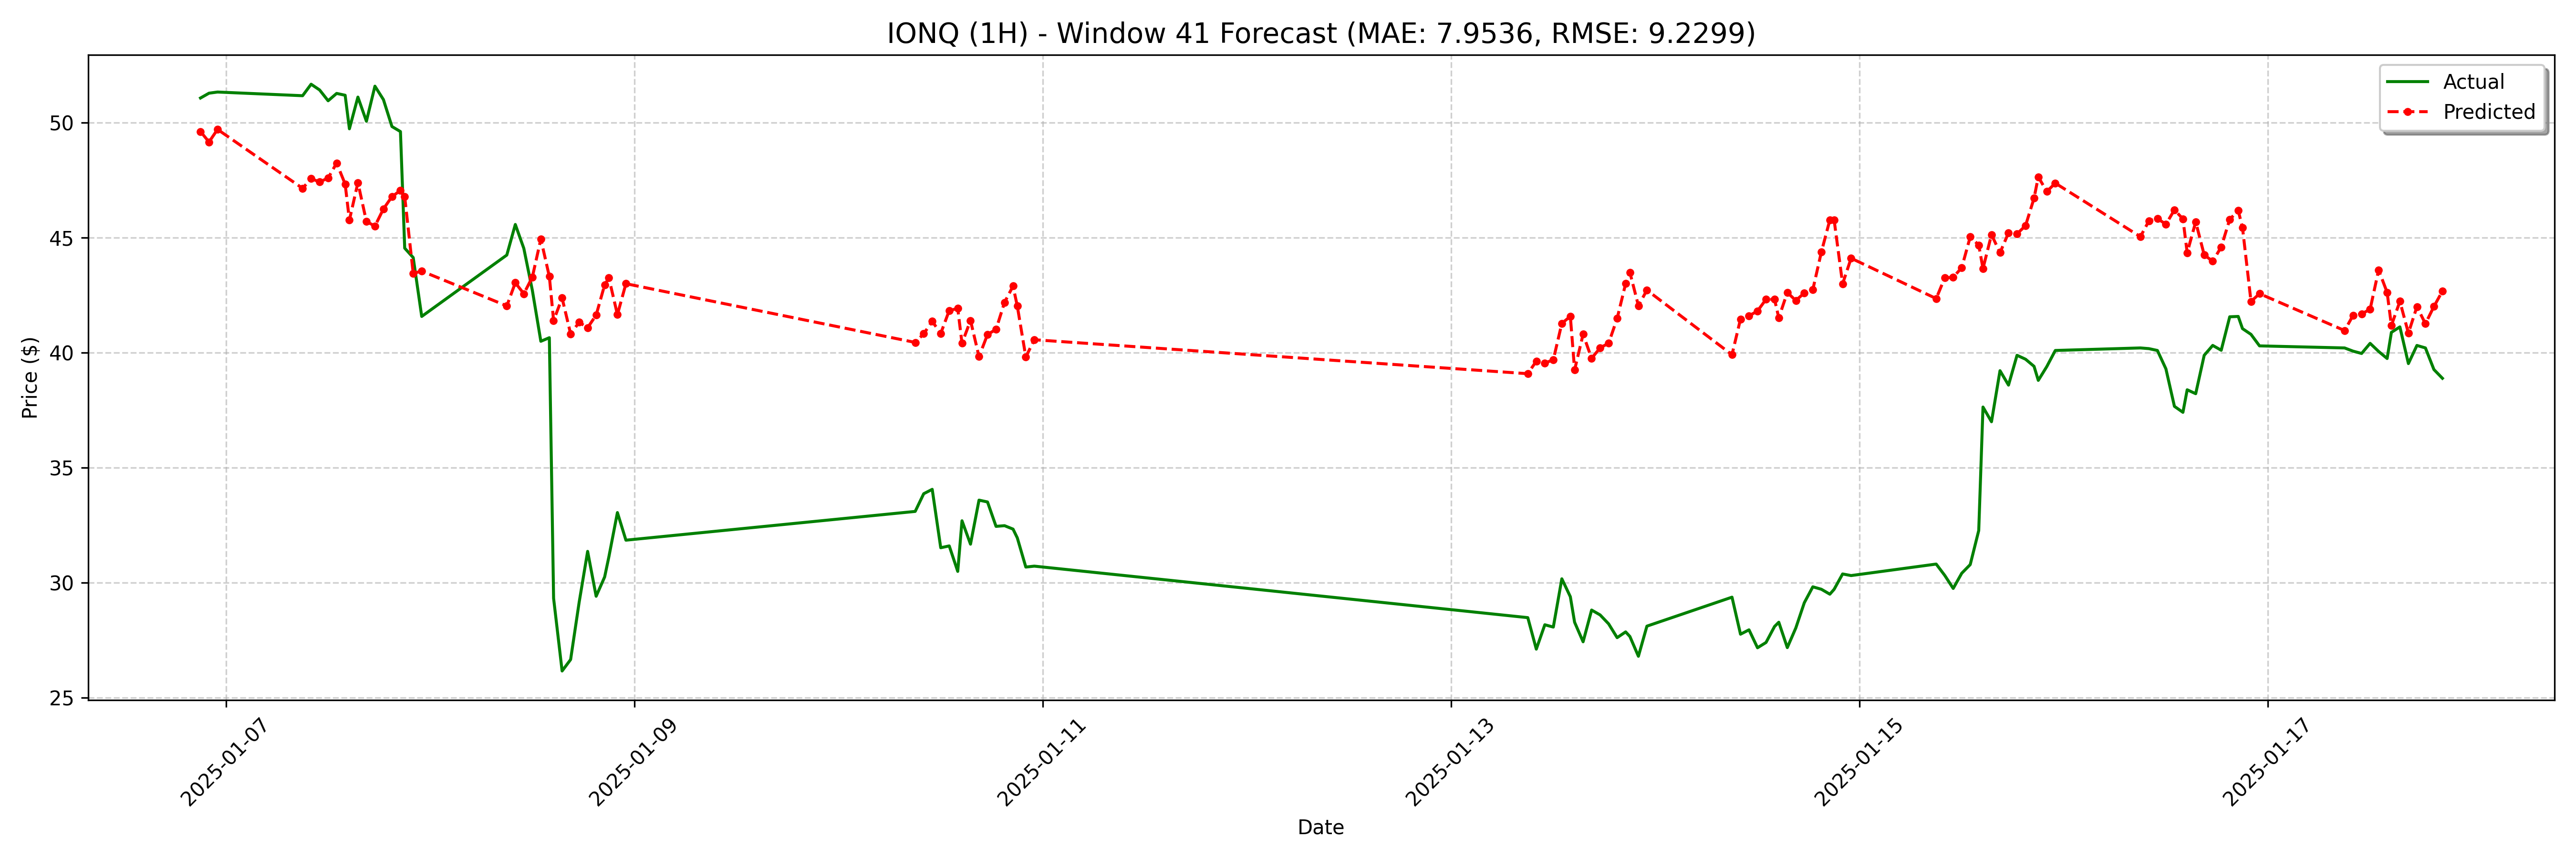 IONQ (1H) - Window 41 Forecast (MAE: 7.9536, RMSE: 9.2299)
Actual
Predicted
Price ($)
50
45
40
35
30
25
2025-01-07
2025-01-09
2025-01-11
2025-01-13
2025-01-15
2025-01-17
Date